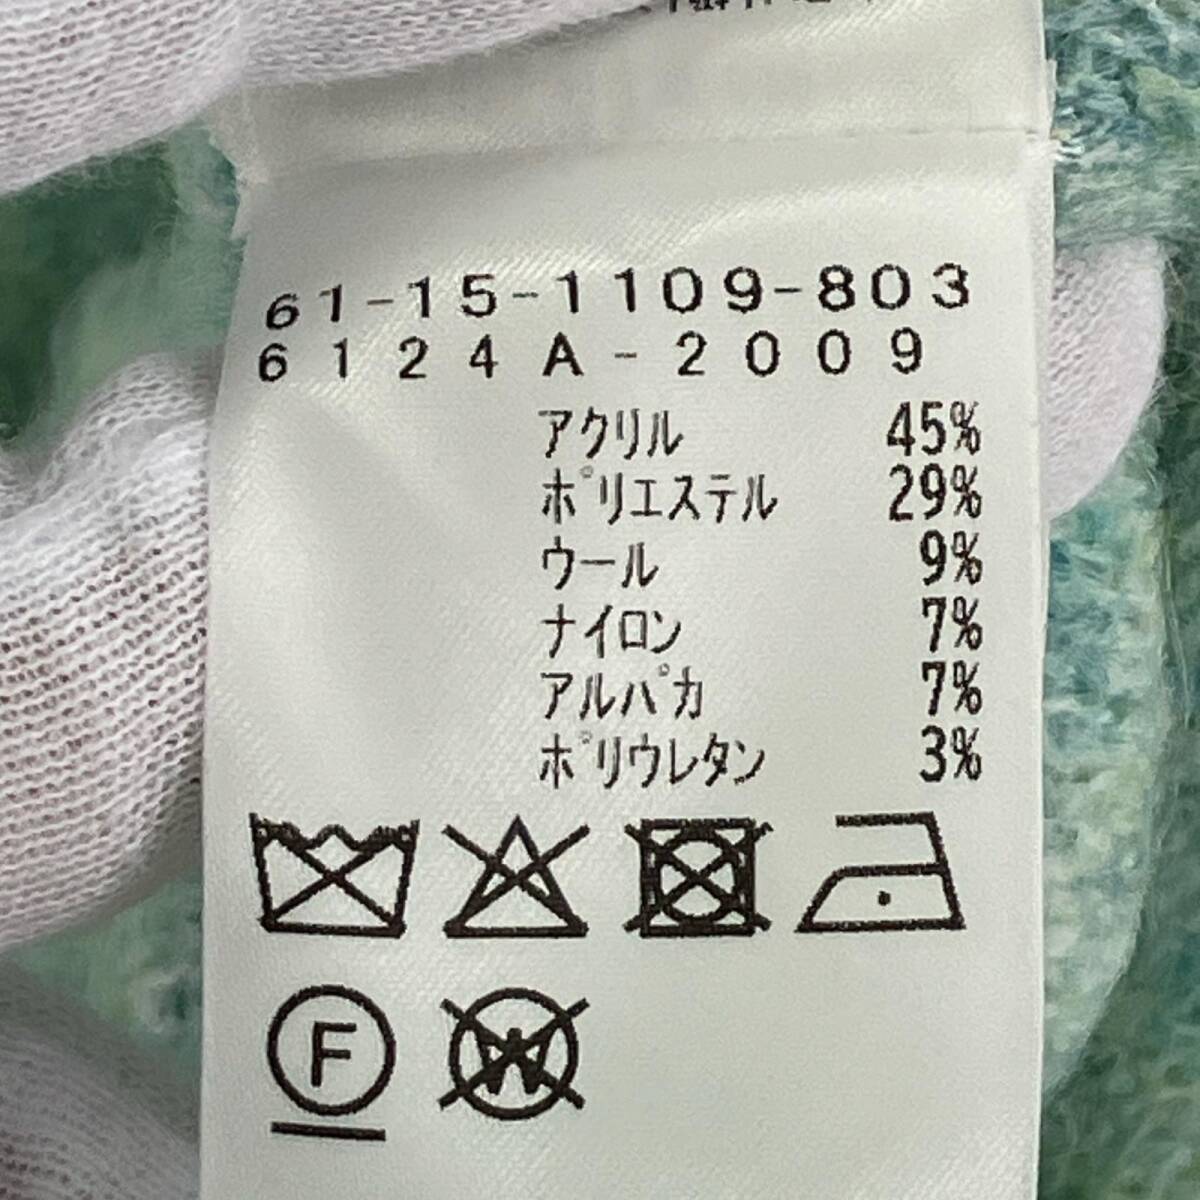 61-15-1109-803
6124A-2009
アクリル 45%
ポリエステル 29%
ウール 9%
ナイロン 7%
アルパカ 7%
ポリウレタン 3%
F
W